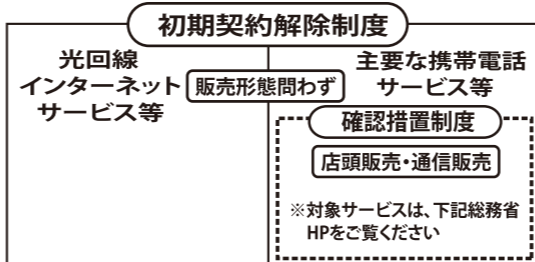 初期契約解除制度
光回線
インターネット
サービス等
販売形態問わず
主要な携帯電話
サービス等
確認措置制度
店頭販売・通信販売
※対象サービスは、下記総務省
HPをご覧ください